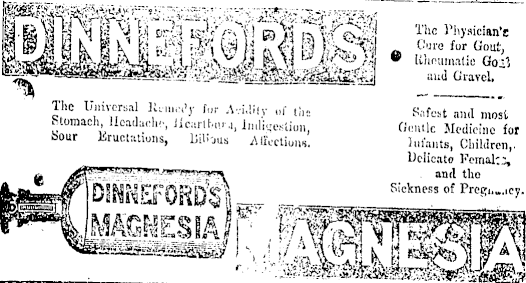 DINNEFORDS
The Universal Remedy for Acidity of the
Stomach, Headache, Heartburn, Indigestion,
Sour Eructations, Bilious Affections.
The Physician's
Cure for Gout,
Rheumatic Gout
and Gravel.
Safest and most
Gentle Medicine for
Infants, Children,
Delicate Females,
and the
Sickness of Pregnancy.
DINNEFORD'S
MAGNESIA
MAGNESIA